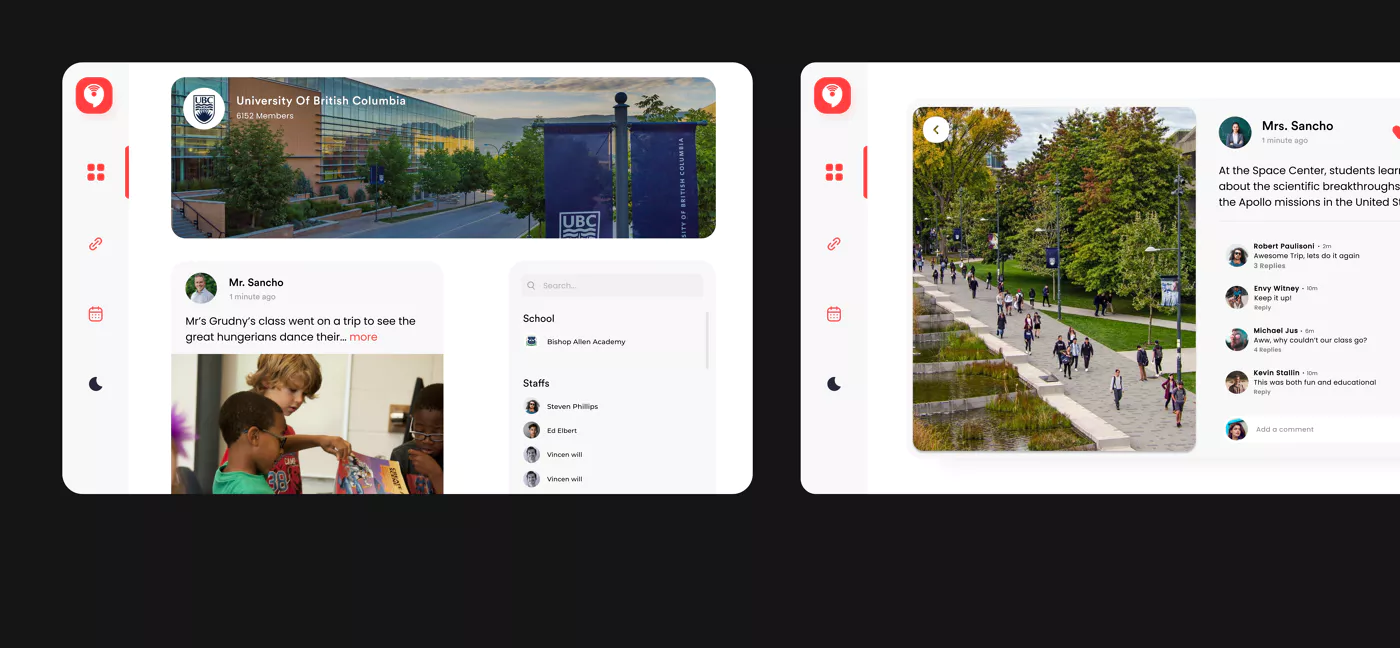 UBC
University Of British Columbia
6152 Members
UBC
SITY OF BRITISH COLUMBIA
Mr. Sancho
1 minute ago
Mr's Grudny's class went on a trip to see the
great hungerians dance their... more
CAMP
Search...
School
Bishop Allen Academy
Staffs
Steven Phillips
Ed Elbert
Vincen will
Vincen will
Mrs. Sancho
1 minute ago
At the Space Center, students learn
about the scientific breakthroughs
the Apollo missions in the United St
Robert Paulisoni • 2m
Awesome Trip, lets do it again
3 Replies
Envy Witney • 10m
Keep it up!
Reply
Michael Jus • 6m
Aww, why couldn't our class go?
4 Replies
Kevin Stallin • 10m
This was both fun and educational
Reply
Add a comment